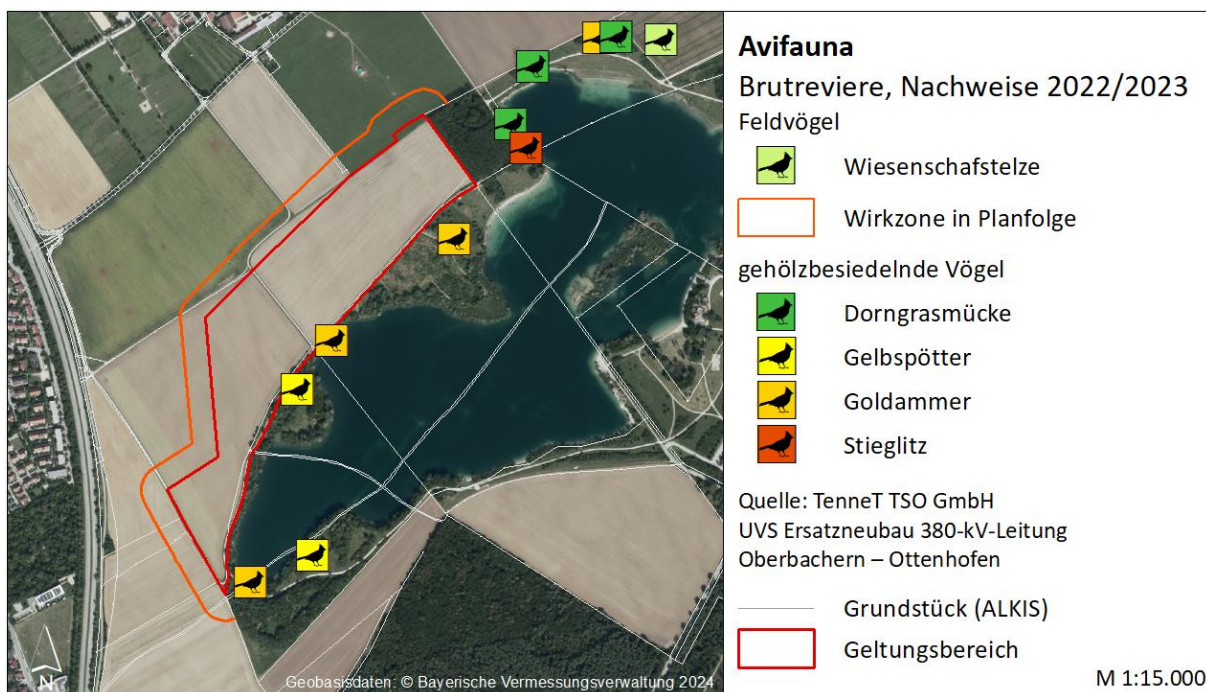 Avifauna
Brutreviere, Nachweise 2022/2023
Feldvögel
Wiesenschafstelze
Wirkzone in Planfolge
gehölzbesiedelnde Vögel
Dorngrasmücke
Gelbspötter
Goldammer
Stieglitz
Quelle: TenneT TSO GmbH
UVS Ersatzneubau 380-kV-Leitung
Oberbachern – Ottenhofen
Grundstück (ALKIS)
Geltungsbereich
M 1:15.000
N
Geobasisdaten: © Bayerische Vermessungsverwaltung 2024